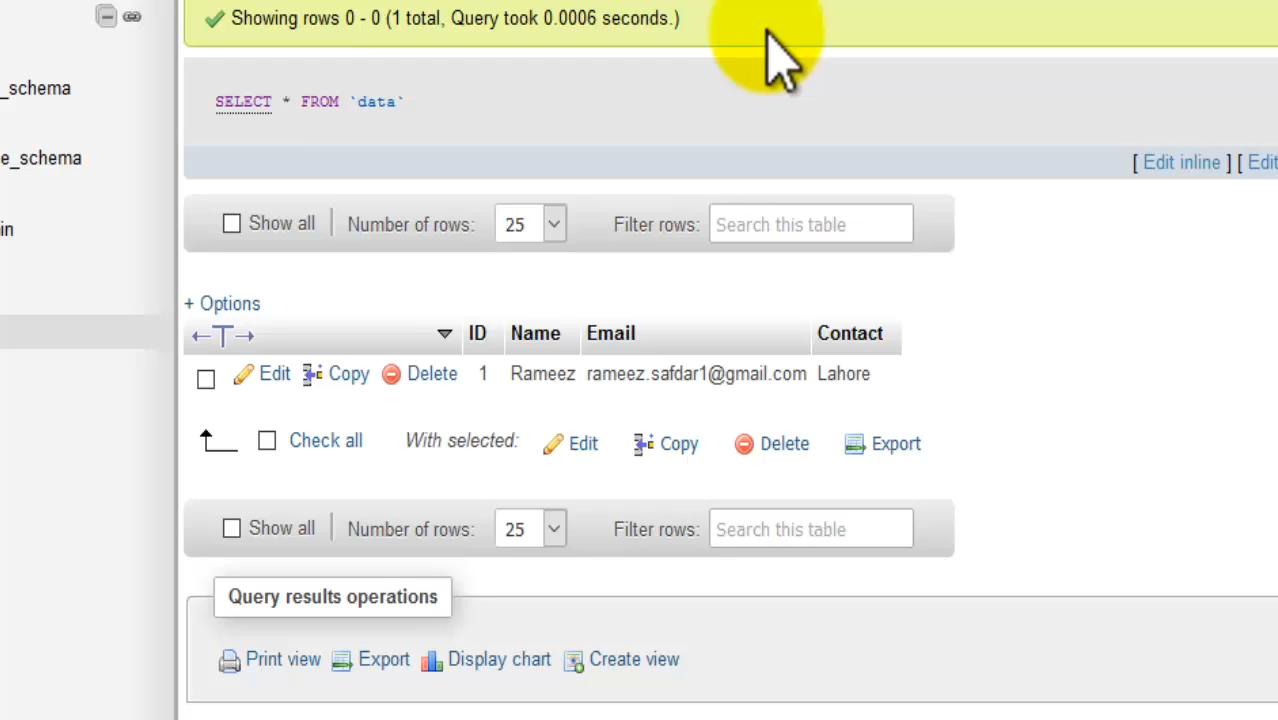 Showing rows 0 - 0 (1 total, Query took 0.0006 seconds.)
_schema
SELECT * FROM `data`
e_schema
[ Edit inline ] [ Edit
Show all Number of rows: 25 Filter rows: Search this table
in
+ Options
ID Name Email Contact
Edit Copy Delete 1 Rameez rameez.safdar1@gmail.com Lahore
Check all With selected: Edit Copy Delete Export
Show all Number of rows: 25 Filter rows: Search this table
Query results operations
Print view Export Display chart Create view